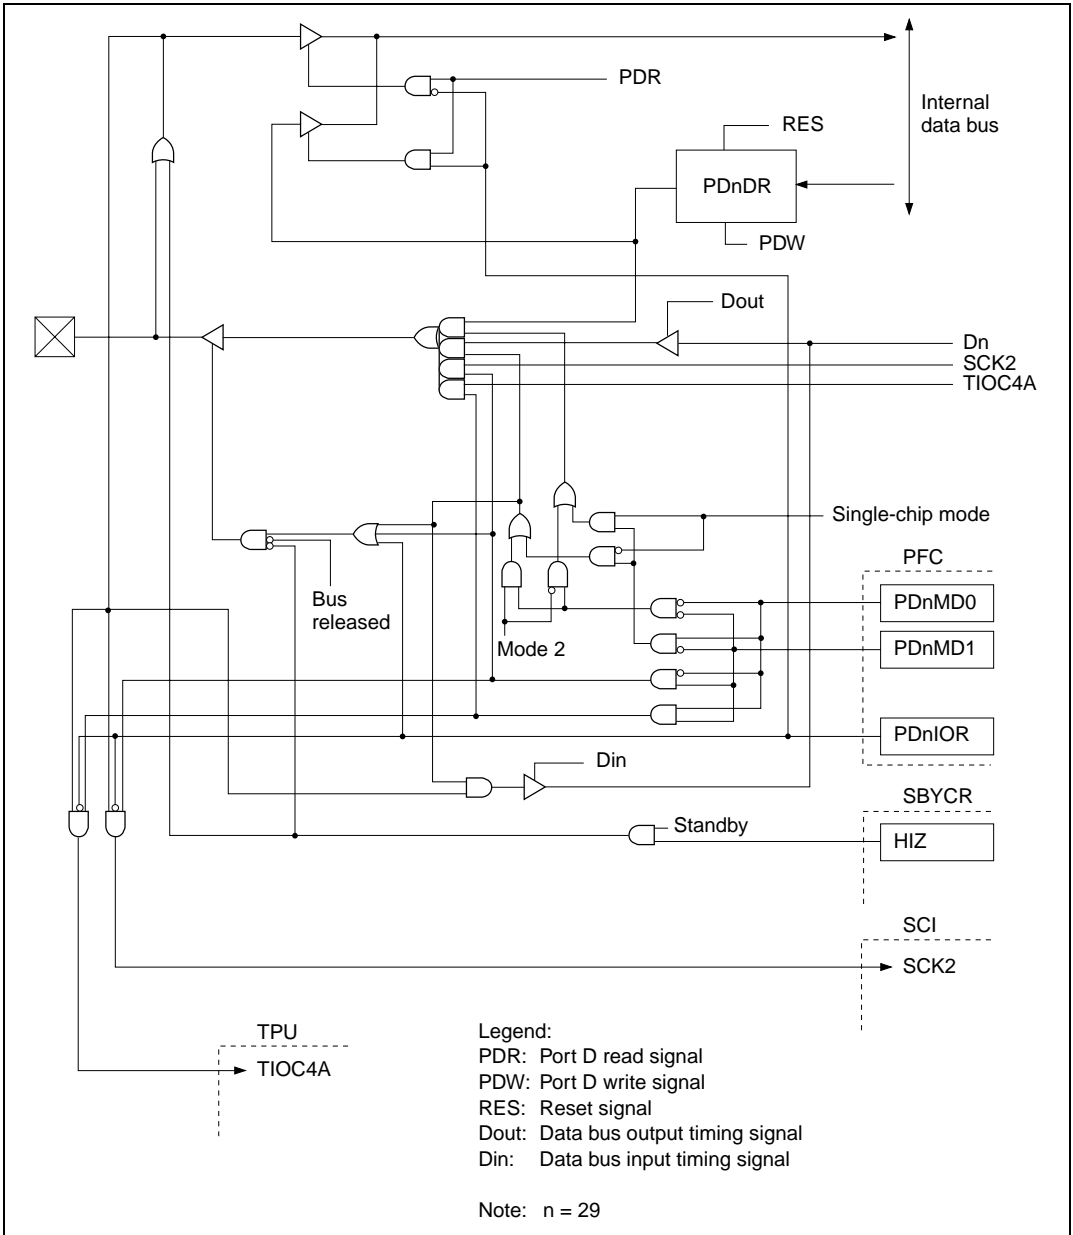 PDR
Internal
data bus
RES
PDnDR
PDW
Dout
Dn
SCK2
TIOC4A
Single-chip mode
PFC
Bus
released
Mode 2
PDnMD0
PDnMD1
PDnIOR
Din
SBYCR
Standby
HIZ
SCI
SCK2
TPU
TIOC4A
Legend:
PDR: Port D read signal
PDW: Port D write signal
RES: Reset signal
Dout: Data bus output timing signal
Din: Data bus input timing signal
Note: n = 29